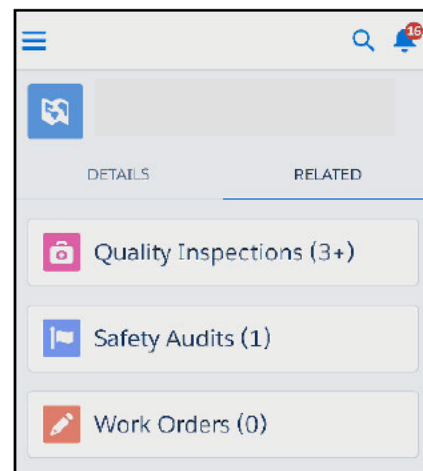 16
DETAILS RELATED
Quality Inspections (3+)
Safety Audits (1)
Work Orders (0)